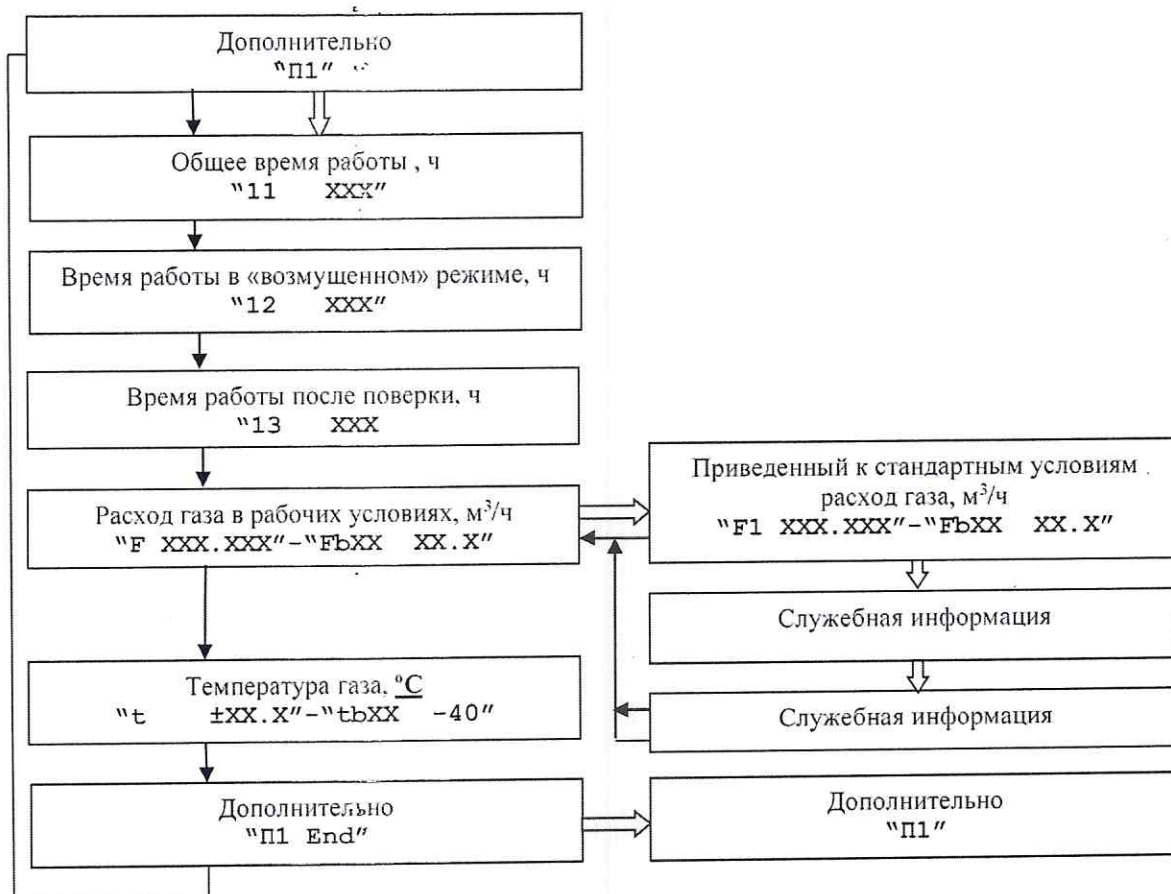 Дополнительно
"П1"
Общее время работы , ч
"11 XXX"
Время работы в «возмущенном» режиме, ч
"12 XXX"
Время работы после поверки, ч
"13 XXX
Расход газа в рабочих условиях, м³/ч
"F XXX.XXX"-"FbXX XX.X"
Приведенный к стандартным условиям
расход газа, м³/ч
"F1 XXX.XXX"-"FbXX XX.X"
Служебная информация
Температура газа, °C
"t ±XX.X"-"tbXX -40"
Служебная информация
Дополнительно
"П1 End"
Дополнительно
"П1"